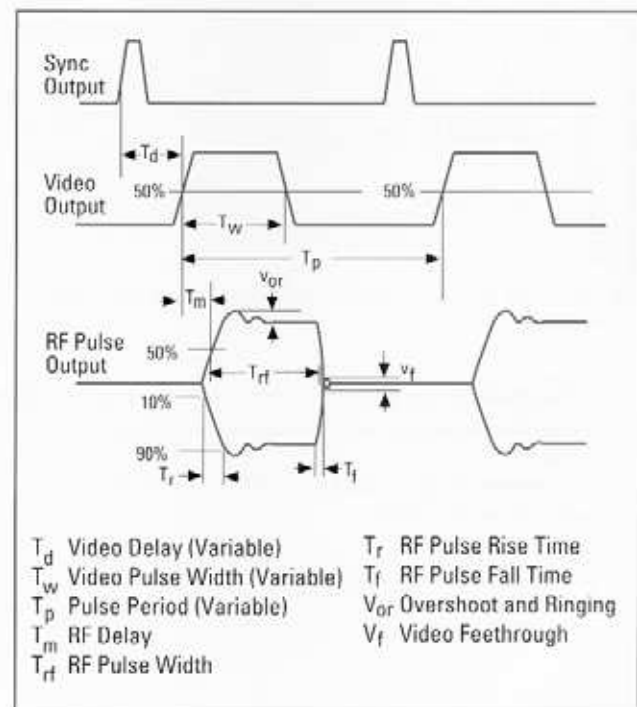 Sync
Output
Td
Video
Output
50%
50%
Tw
Tp
Vor
Tm
RF Pulse
Output
50%
Trf
Vf
10%
90%
Tr
Tf
Td Video Delay (Variable)
Tw Video Pulse Width (Variable)
Tp Pulse Period (Variable)
Tm RF Delay
Trf RF Pulse Width
Tr RF Pulse Rise Time
Tf RF Pulse Fall Time
Vor Overshoot and Ringing
Vf Video Feethrough